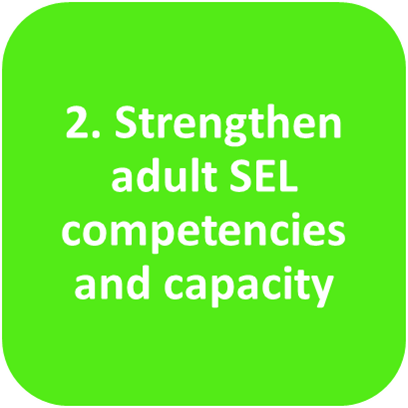 2. Strengthen
adult SEL
competencies
and capacity